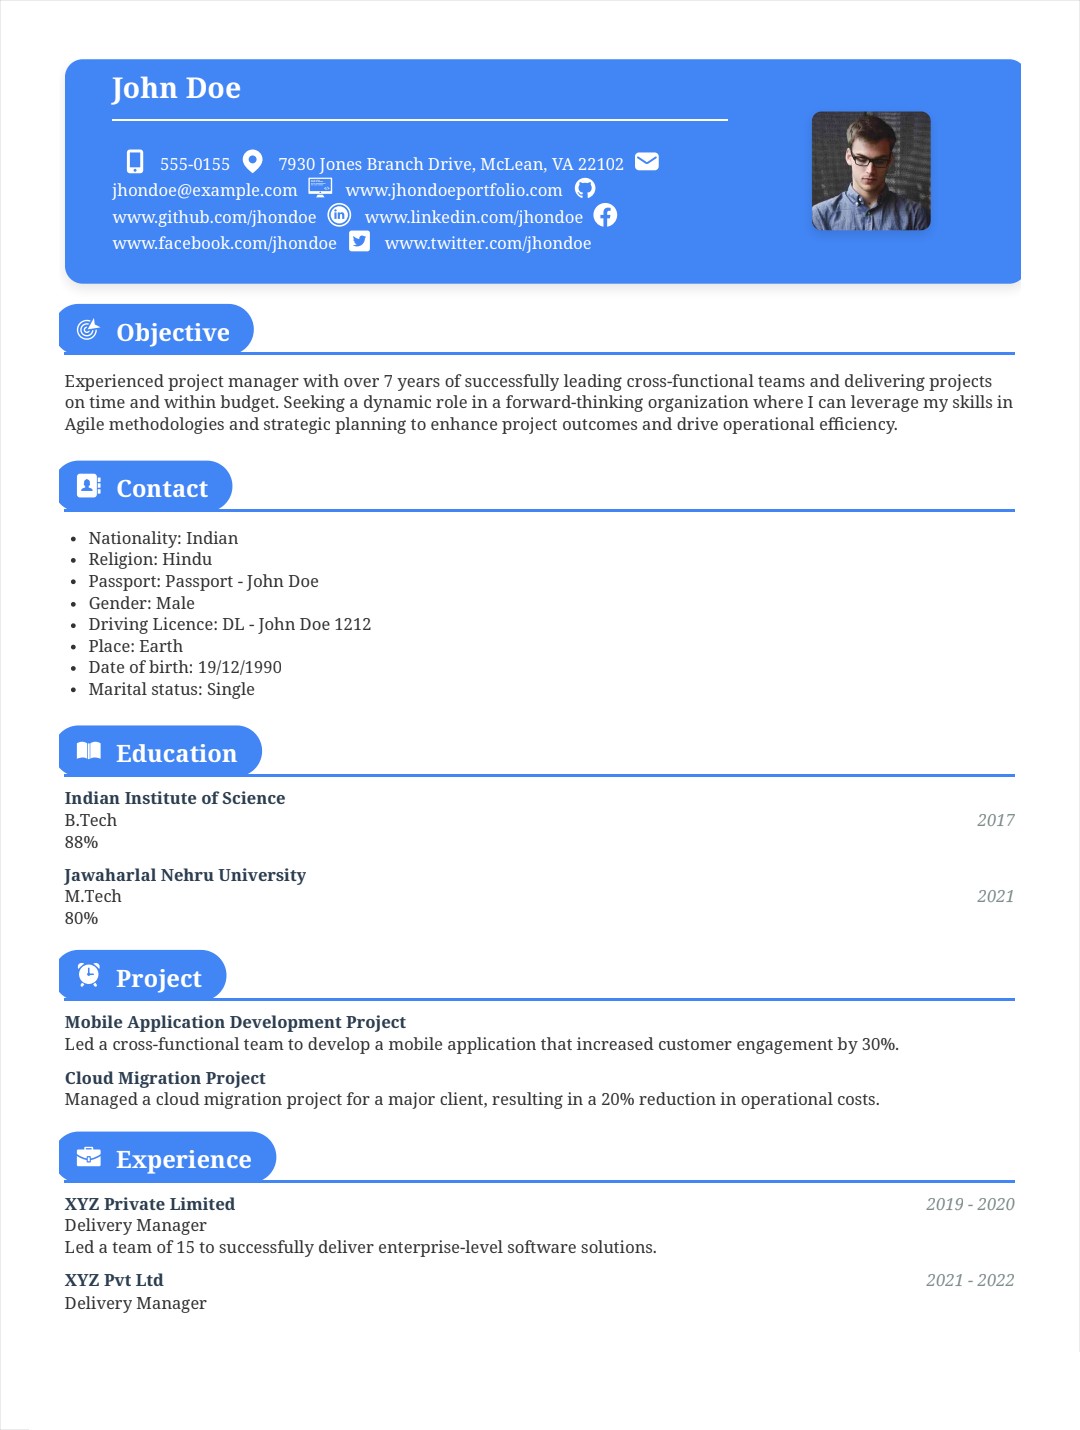 John Doe
555-0155 7930 Jones Branch Drive, McLean, VA 22102
jhondoe@example.com www.jhondoeportfolio.com
www.github.com/jhondoe www.linkedin.com/jhondoe
www.facebook.com/jhondoe www.twitter.com/jhondoe
Objective
Experienced project manager with over 7 years of successfully leading cross-functional teams and delivering projects
on time and within budget. Seeking a dynamic role in a forward-thinking organization where I can leverage my skills in
Agile methodologies and strategic planning to enhance project outcomes and drive operational efficiency.
Contact
• Nationality: Indian
• Religion: Hindu
• Passport: Passport - John Doe
• Gender: Male
• Driving Licence: DL - John Doe 1212
• Place: Earth
• Date of birth: 19/12/1990
• Marital status: Single
Education
Indian Institute of Science
B.Tech 2017
88%
Jawaharlal Nehru University
M.Tech 2021
80%
Project
Mobile Application Development Project
Led a cross-functional team to develop a mobile application that increased customer engagement by 30%.
Cloud Migration Project
Managed a cloud migration project for a major client, resulting in a 20% reduction in operational costs.
Experience
XYZ Private Limited 2019 - 2020
Delivery Manager
Led a team of 15 to successfully deliver enterprise-level software solutions.
XYZ Pvt Ltd 2021 - 2022
Delivery Manager